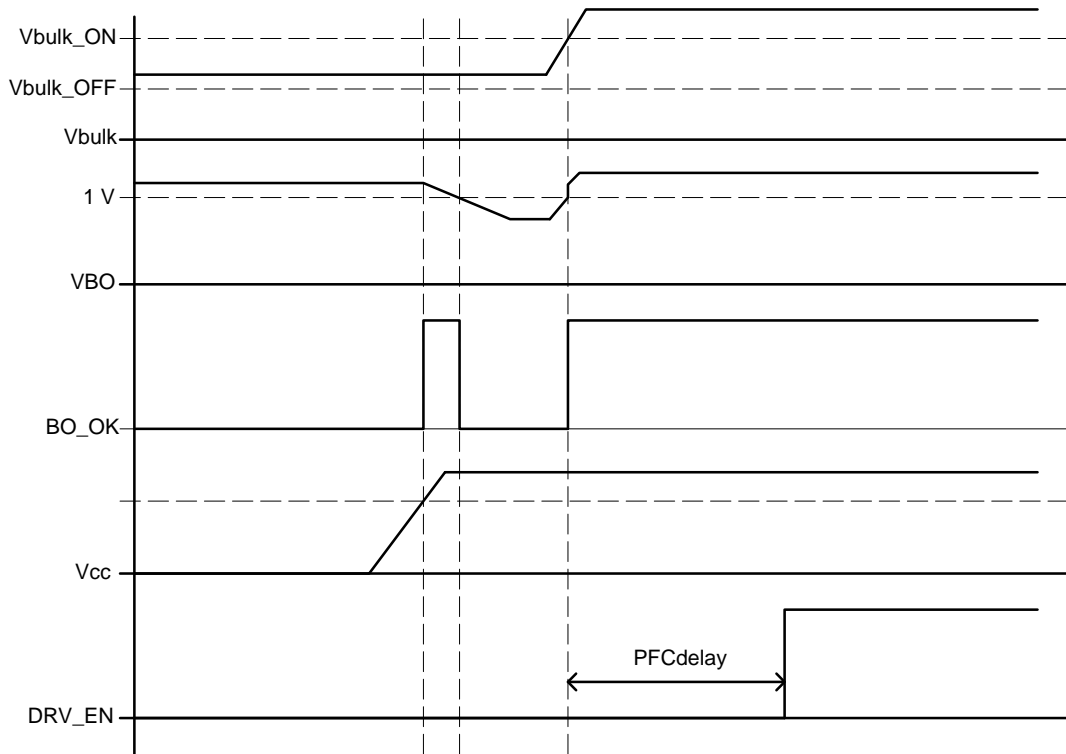 Vbulk_ON
Vbulk_OFF
Vbulk
1 V
VBO
BO_OK
Vcc
PFCdelay
DRV_EN